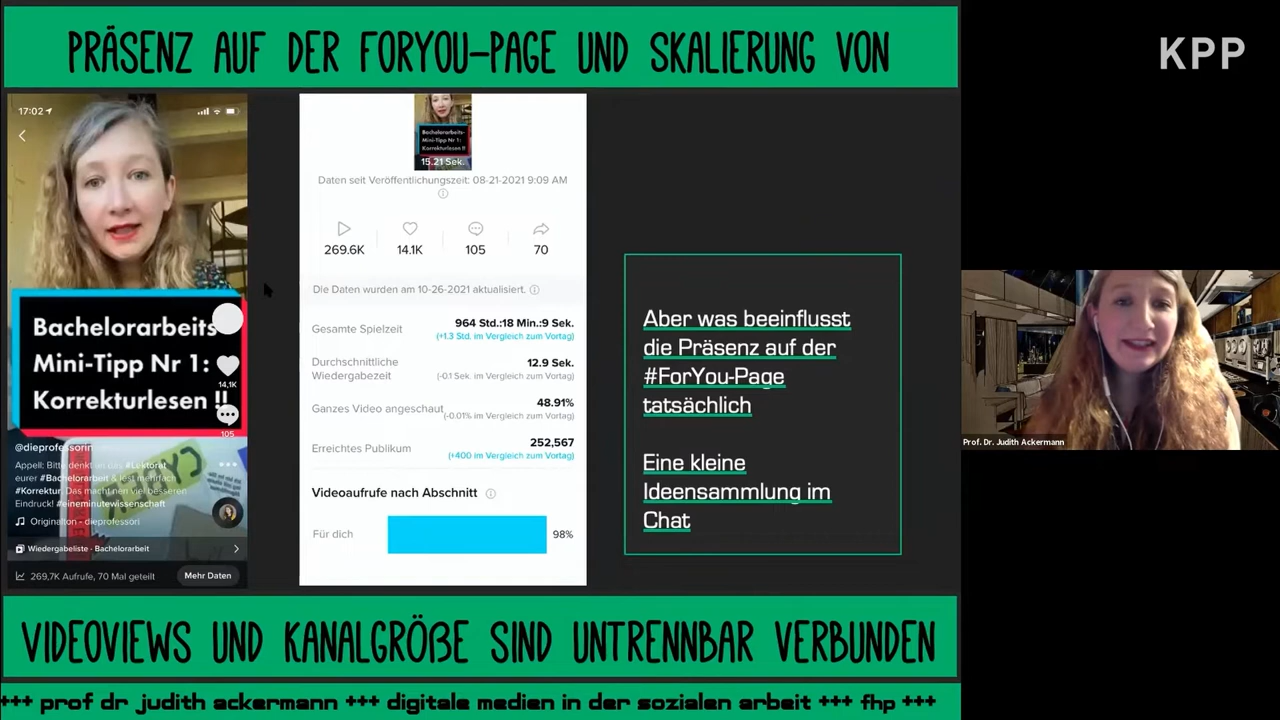 PRÄSENZ AUF DER FORYOU-PAGE UND SKALIERUNG VON
KPP
17:02
Bachelorarbeits
Mini-Tipp Nr 1:
Korrekturlesen !!
14,1K
105
@dieprofessorin
Appell: Bitte denkt an das #Lektorat
eurer #Bachelorarbeit & lest mehrfach
#Korrektur. Das macht nen viel besseren
Eindruck! #eineminutewissenschaft
Originalton - dieprofessori
Wiedergabeliste · Bachelorarbeit
269,7K Aufrufe, 70 Mal geteilt
Mehr Daten
Bachelorarbeits-
Mini-Tipp Nr 1:
Korrekturlesen !!
15.21 Sek.
Daten seit Veröffentlichungszeit: 08-21-2021 9:09 AM
269.6K 14.1K 105 70
Die Daten wurden am 10-26-2021 aktualisiert.
Gesamte Spielzeit 964 Std.:18 Min.:9 Sek.
(+1.3 Std. im Vergleich zum Vortag)
Durchschnittliche Wiedergabezeit 12.9 Sek.
(-0.1 Sek. im Vergleich zum Vortag)
Ganzes Video angeschaut 48.91%
(-0.01% im Vergleich zum Vortag)
Erreichtes Publikum 252,567
(+400 im Vergleich zum Vortag)
Videoaufrufe nach Abschnitt
Für dich 98%
Aber was beeinflusst
die Präsenz auf der
#ForYou-Page
tatsächlich
Eine kleine
Ideensammlung im
Chat
Prof. Dr. Judith Ackermann
VIDEOVIEWS UND KANALGRÖẞE SIND UNTRENNBAR VERBUNDEN
+++ prof dr judith ackermann +++ digitale medien in der sozialen arbeit +++ fhp +++